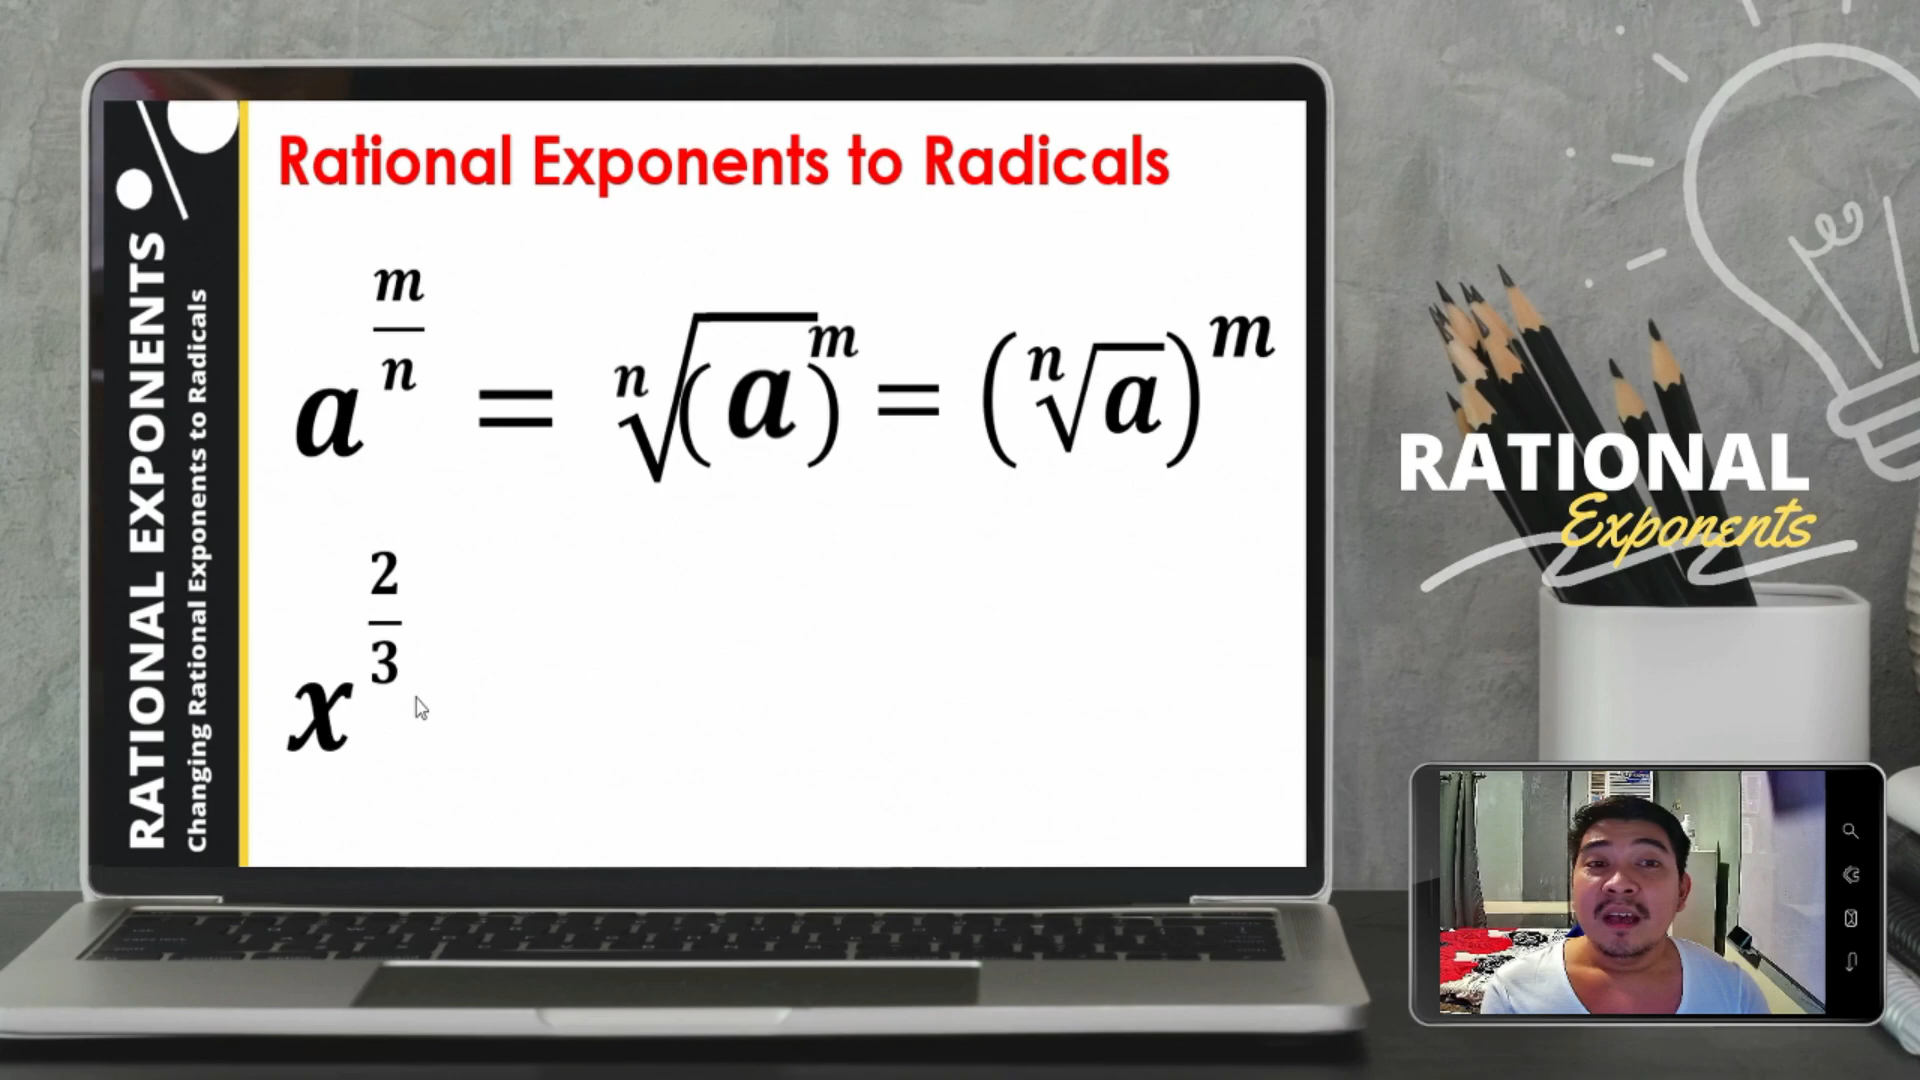 RATIONAL EXPONENTS
Changing Rational Exponents to Radicals
Rational Exponents to Radicals
a^(m/n) = ⁿ√(a)^m = (ⁿ√a)^m
x^(2/3)
RATIONAL
Exponents